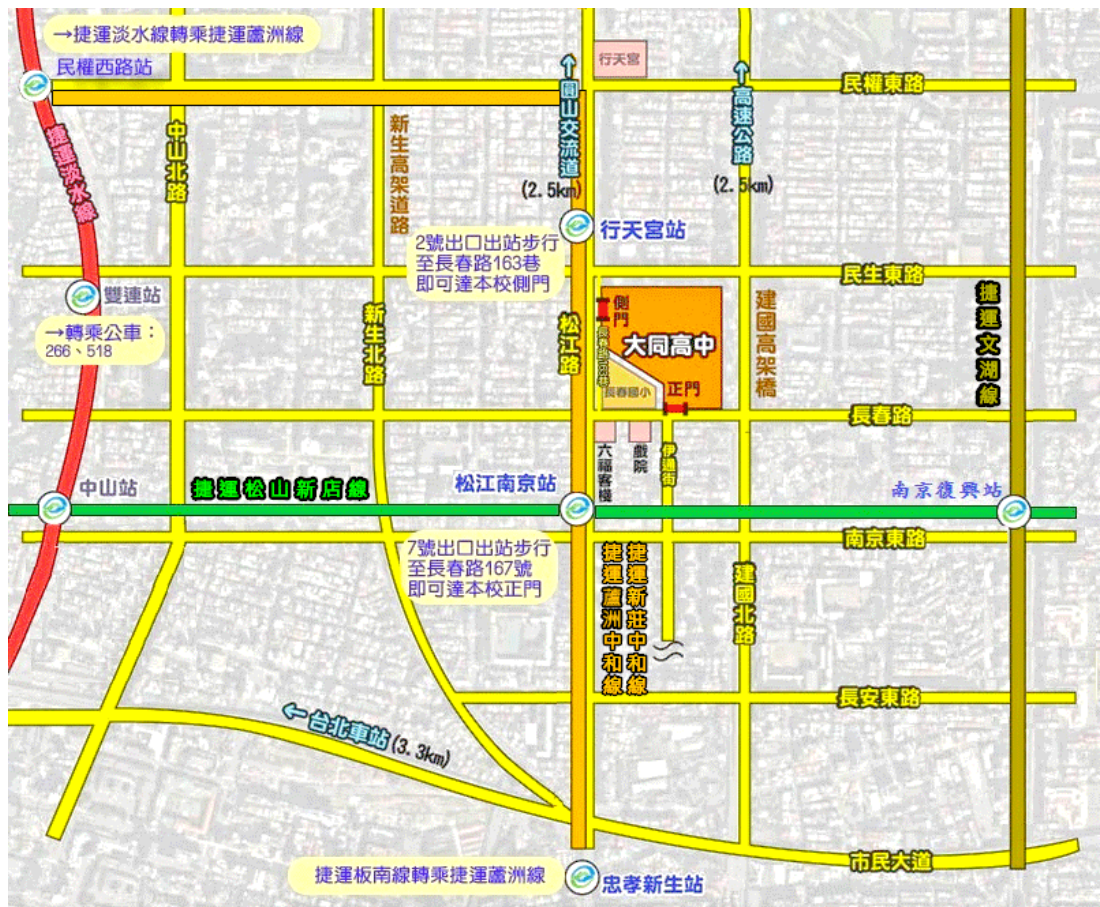 →捷運淡水線轉乘捷運蘆洲線
民權西路站
行天宮
民權東路
圓山交流道
(2.5km)
高速公路
(2.5km)
捷運淡水線
中山北路
新生高架道路
行天宮站
2號出口出站步行
至長春路163巷
即可達本校側門
民生東路
雙連站
→轉乘公車：
266、518
新生北路
松江路
側門
長春路163巷
大同高中
長春國小
正門
建國高架橋
捷運文湖線
長春路
六福客棧
戲院
伊通街
中山站
捷運松山新店線
松江南京站
南京復興站
南京東路
7號出口出站步行
至長春路167號
即可達本校正門
捷運蘆洲中和線
捷運新莊中和線
建國北路
長安東路
←台北車站(3.3km)
市民大道
捷運板南線轉乘捷運蘆洲線
忠孝新生站